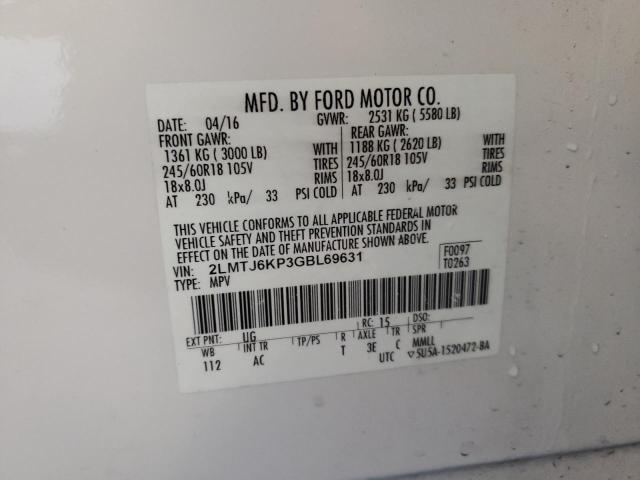 MFD. BY FORD MOTOR CO.
DATE: 04/16 GVWR: 2531 KG ( 5580 LB)
FRONT GAWR: REAR GAWR:
1361 KG ( 3000 LB) WITH 1188 KG ( 2620 LB) WITH
245/60R18 105V TIRES 245/60R18 105V TIRES
18x8.0J RIMS 18x8.0J RIMS
AT 230 kPa/ 33 PSI COLD AT 230 kPa/ 33 PSI COLD
THIS VEHICLE CONFORMS TO ALL APPLICABLE FEDERAL MOTOR
VEHICLE SAFETY AND THEFT PREVENTION STANDARDS IN
EFFECT ON THE DATE OF MANUFACTURE SHOWN ABOVE.
VIN: 2LMTJ6KP3GBL69631 F0097
TYPE: MPV T0263
EXT PNT: UG RC: 15 DSO:
WB INT TR TP/PS R AXLE TR SPR
112 AC T 3E C MMLL
UTC ▽5U5A-1520472-BA